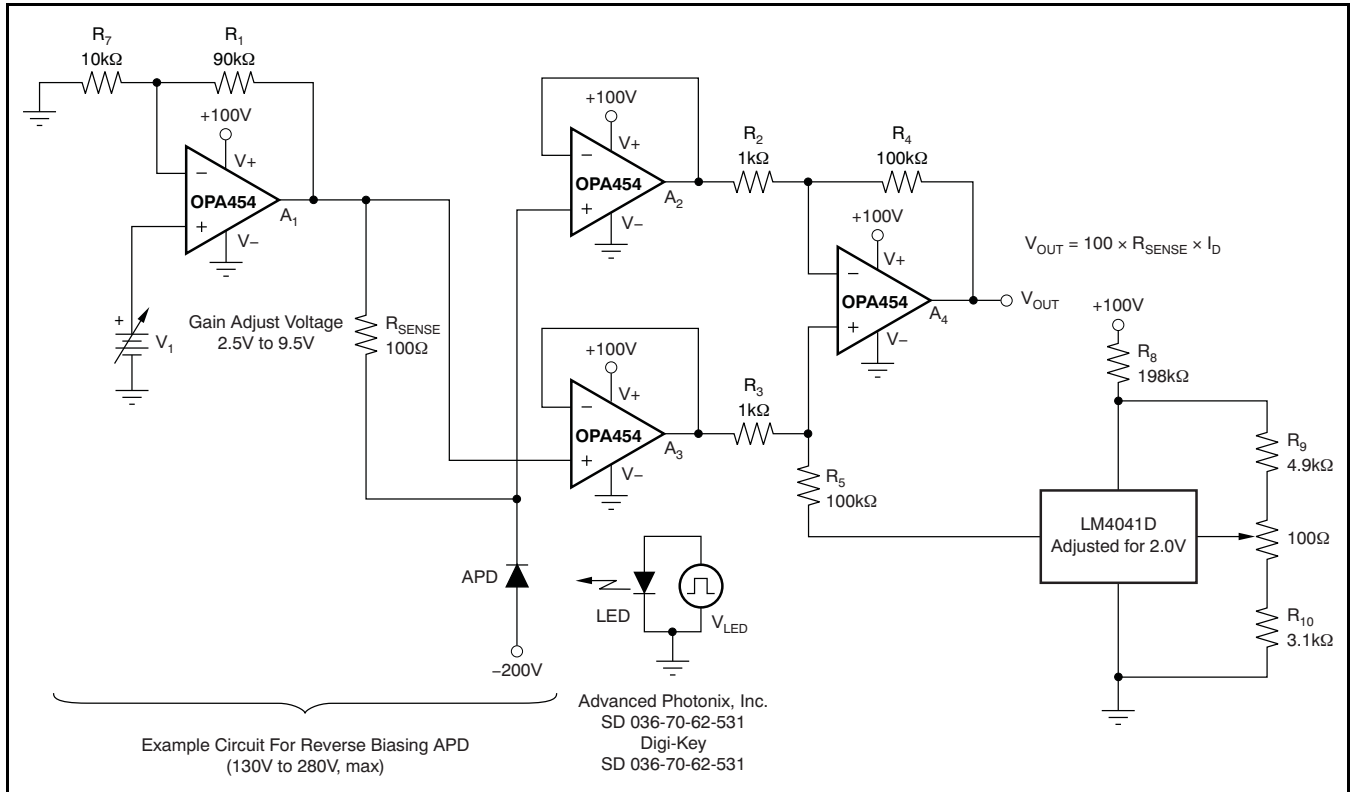 R7
10kΩ
R1
90kΩ
+100V
V+
−
OPA454
+
A1
V−
+
V1
Gain Adjust Voltage
2.5V to 9.5V
RSENSE
100Ω
+100V
V+
−
OPA454
+
A2
V−
R2
1kΩ
R4
100kΩ
+100V
V+
−
OPA454
+
A4
V−
VOUT
VOUT = 100 × RSENSE × ID
+100V
V+
−
OPA454
+
A3
V−
R3
1kΩ
R5
100kΩ
+100V
R8
198kΩ
R9
4.9kΩ
LM4041D
Adjusted for 2.0V
100Ω
R10
3.1kΩ
APD
−200V
LED
VLED
Advanced Photonix, Inc.
SD 036-70-62-531
Digi-Key
SD 036-70-62-531
Example Circuit For Reverse Biasing APD
(130V to 280V, max)